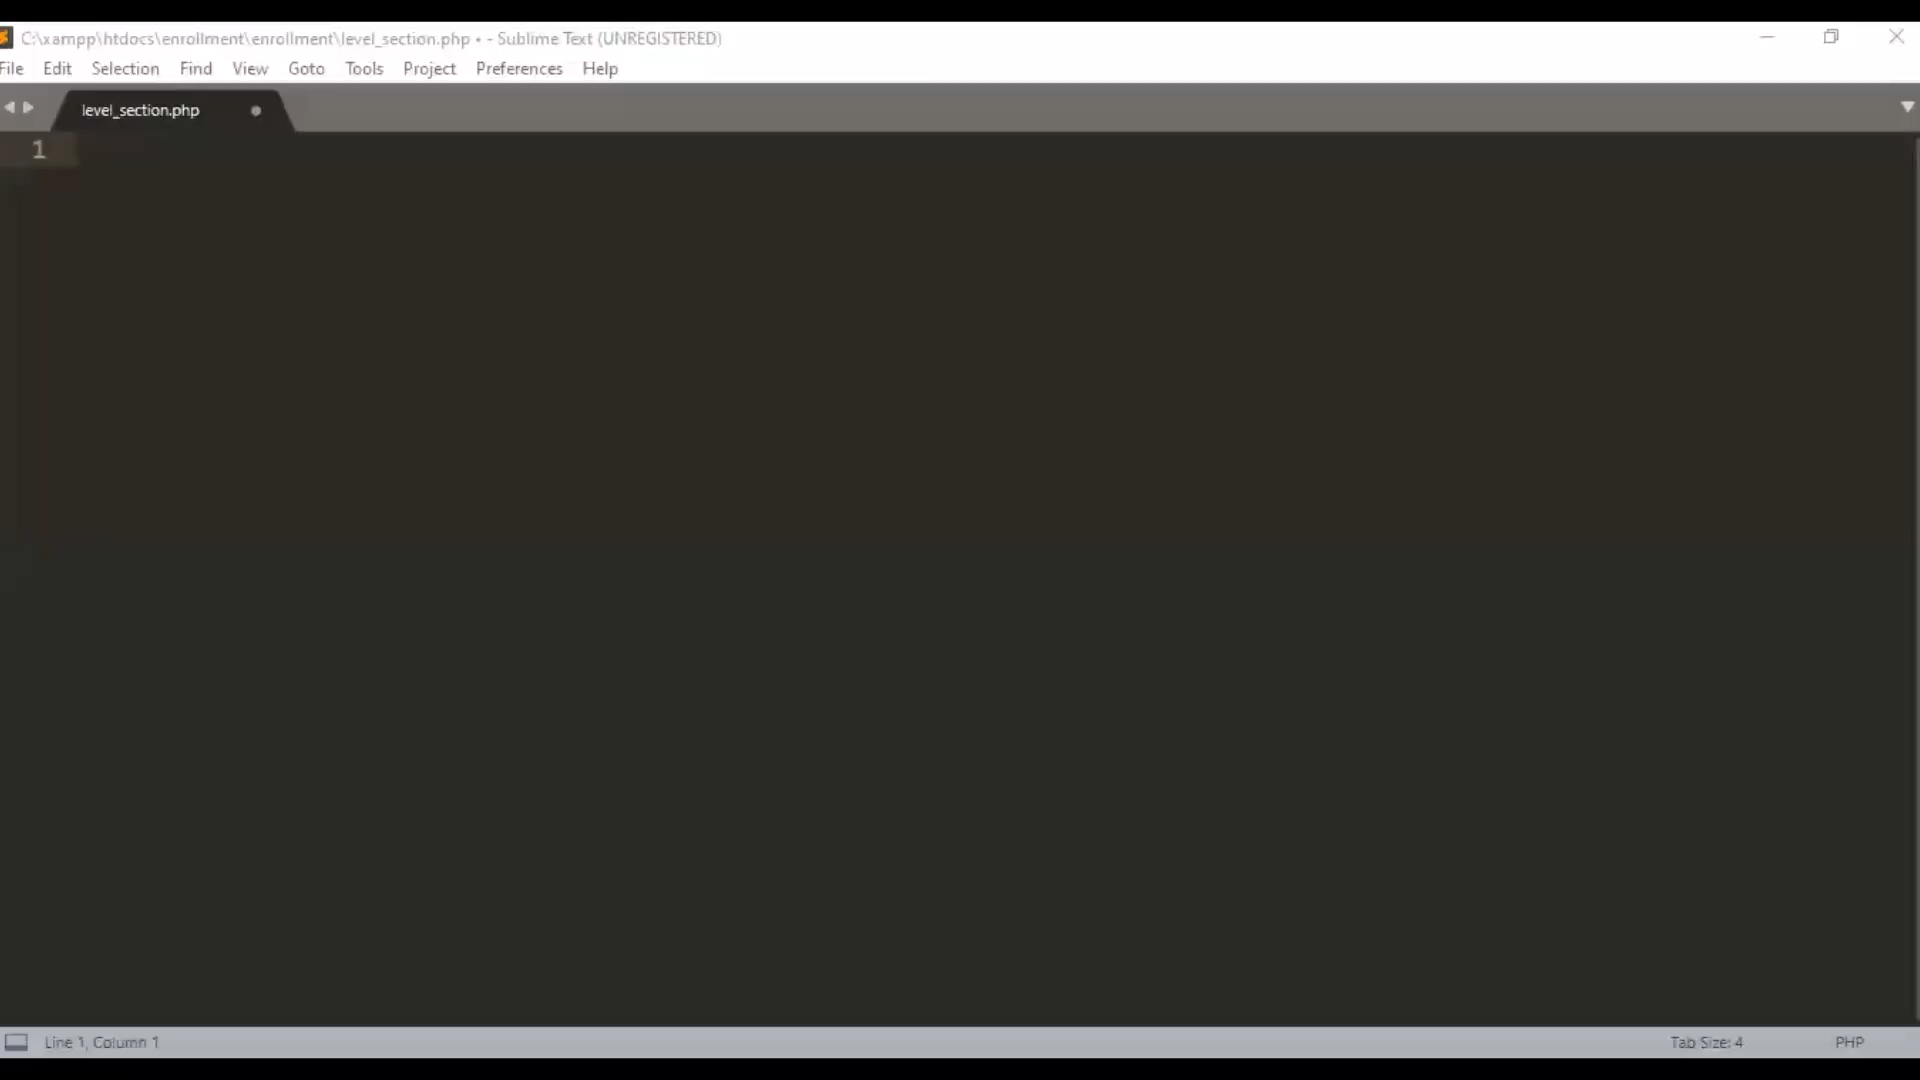 C:\xampp\htdocs\enrollment\enrollment\level_section.php • - Sublime Text (UNREGISTERED)
File Edit Selection Find View Goto Tools Project Preferences Help
level_section.php
1
Line 1, Column 1 Tab Size: 4 PHP